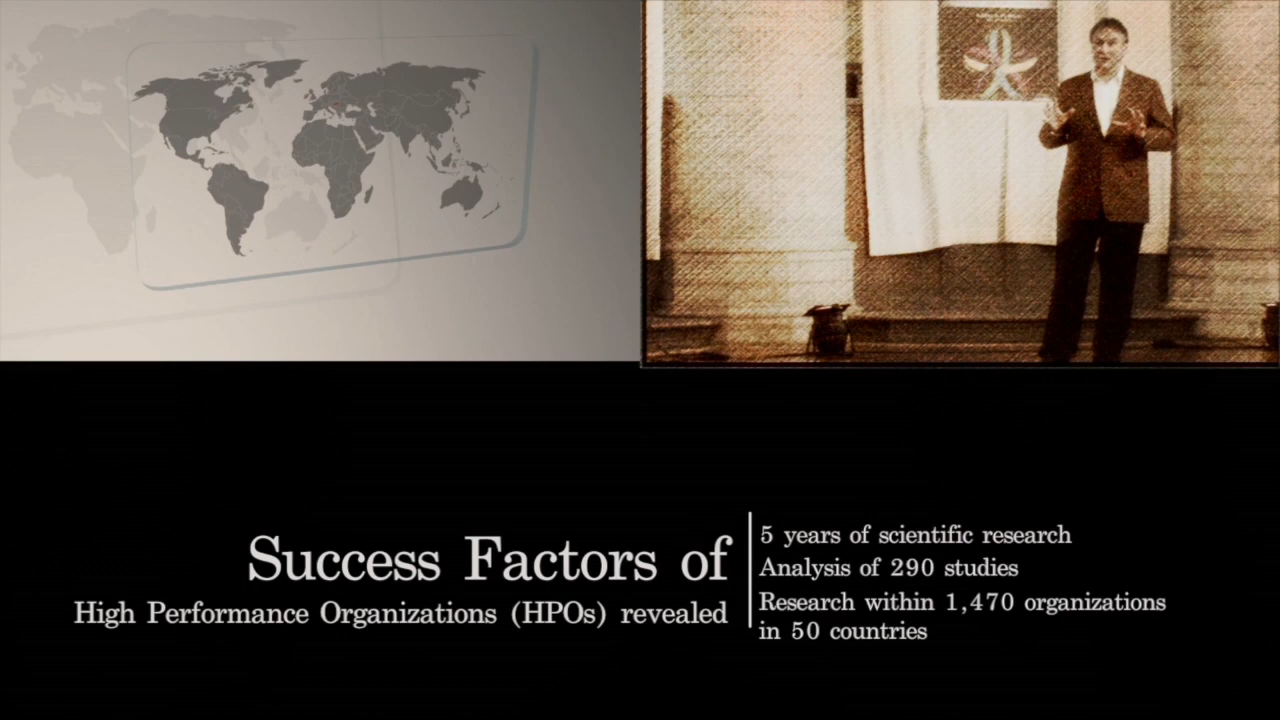 Success Factors of
High Performance Organizations (HPOs) revealed
5 years of scientific research
Analysis of 290 studies
Research within 1,470 organizations
in 50 countries